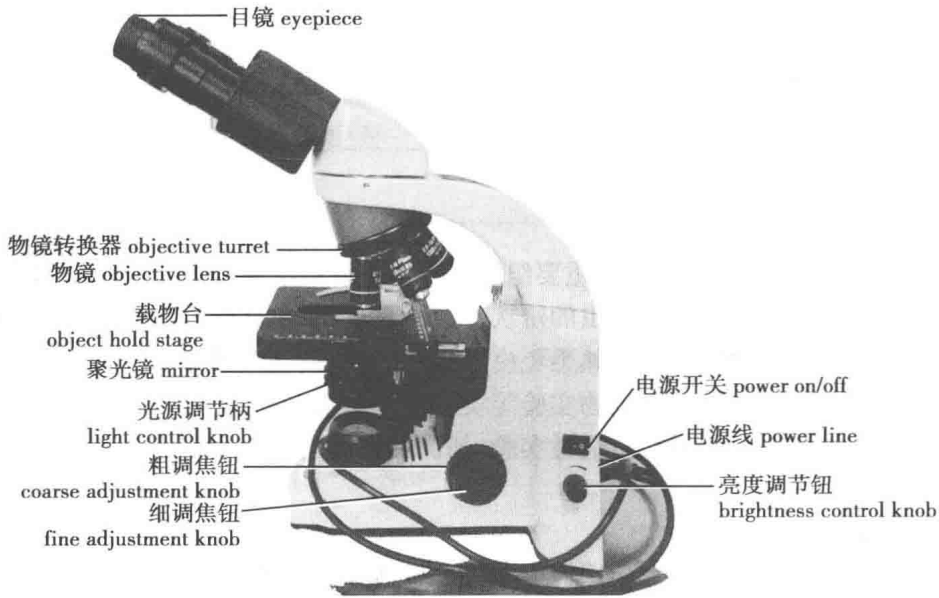 目镜 eyepiece
物镜转换器 objective turret
物镜 objective lens
载物台
object hold stage
聚光镜 mirror
光源调节柄
light control knob
粗调焦钮
coarse adjustment knob
细调焦钮
fine adjustment knob
电源开关 power on/off
电源线 power line
亮度调节钮
brightness control knob